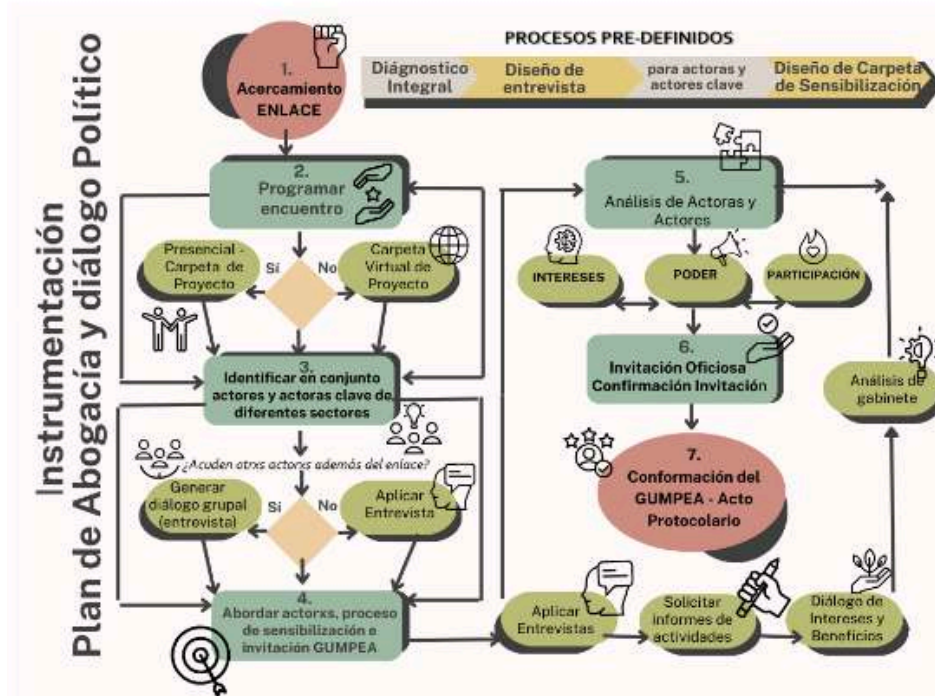 Instrumentación
Plan de Abogacía y diálogo Político
PROCESOS PRE-DEFINIDOS
Diágnostico
Integral
Diseño de
entrevista
para actoras y
actores clave
Diseño de Carpeta
de Sensibilización
1.
Acercamiento
ENLACE
2.
Programar
encuentro
Presencial -
Carpeta de
Proyecto
Sí
No
Carpeta
Virtual de
Proyecto
3.
Identificar en conjunto
actores y actoras clave de
diferentes sectores
¿Acuden otrxs actorxs además del enlace?
Generar
diálogo grupal
(entrevista)
Sí
No
Aplicar
Entrevista
4.
Abordar actorxs, proceso
de sensibilización e
invitación GUMPEA
Aplicar
Entrevistas
Solicitar
informes de
actividades
Diálogo de
Intereses y
Beneficios
Análisis de
gabinete
5.
Análisis de Actoras y
Actores
INTERESES
PODER
PARTICIPACIÓN
6.
Invitación Oficiosa
Confirmación Invitación
7.
Conformación del
GUMPEA - Acto
Protocolario